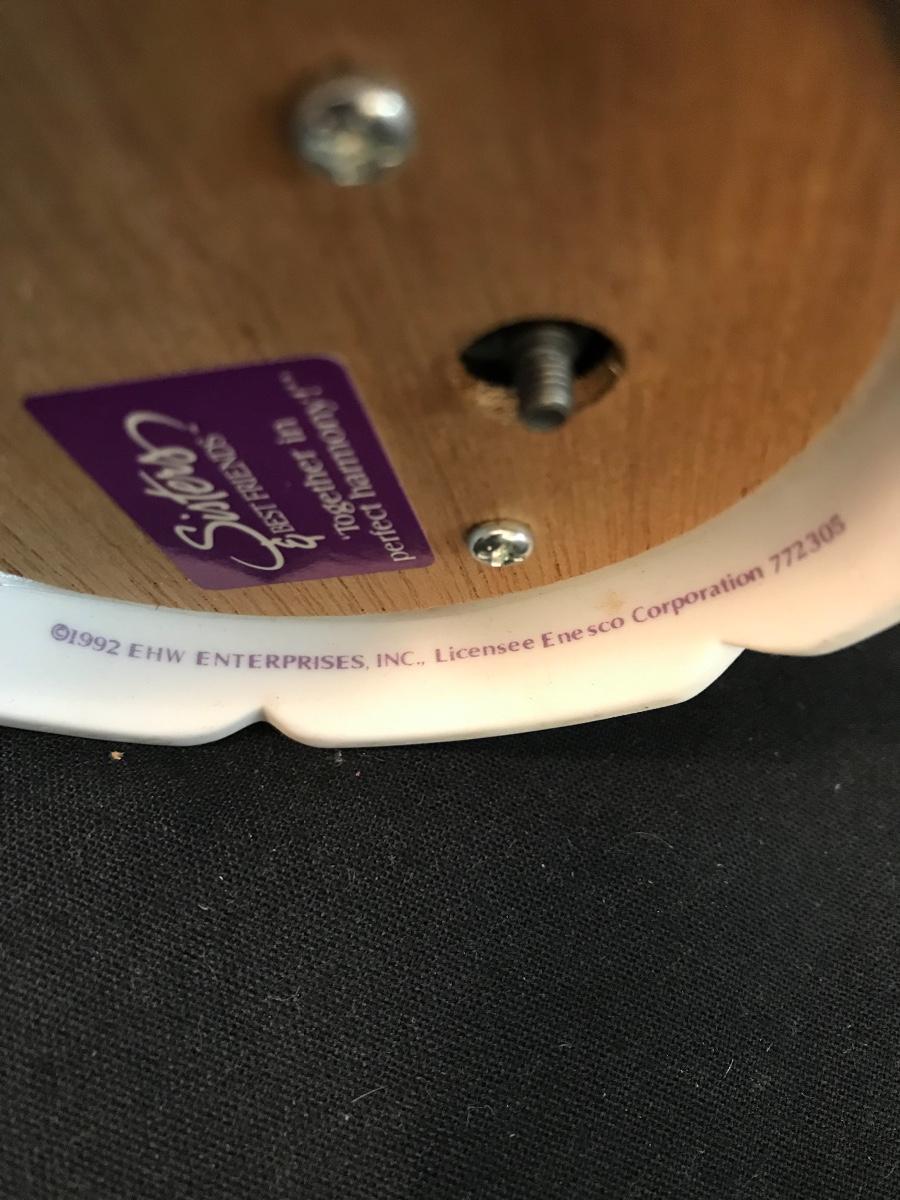 Sisters
& BEST FRIENDS...
"Together in
perfect harmony!"...
©1992 EHW ENTERPRISES, INC., Licensee Enesco Corporation 772305